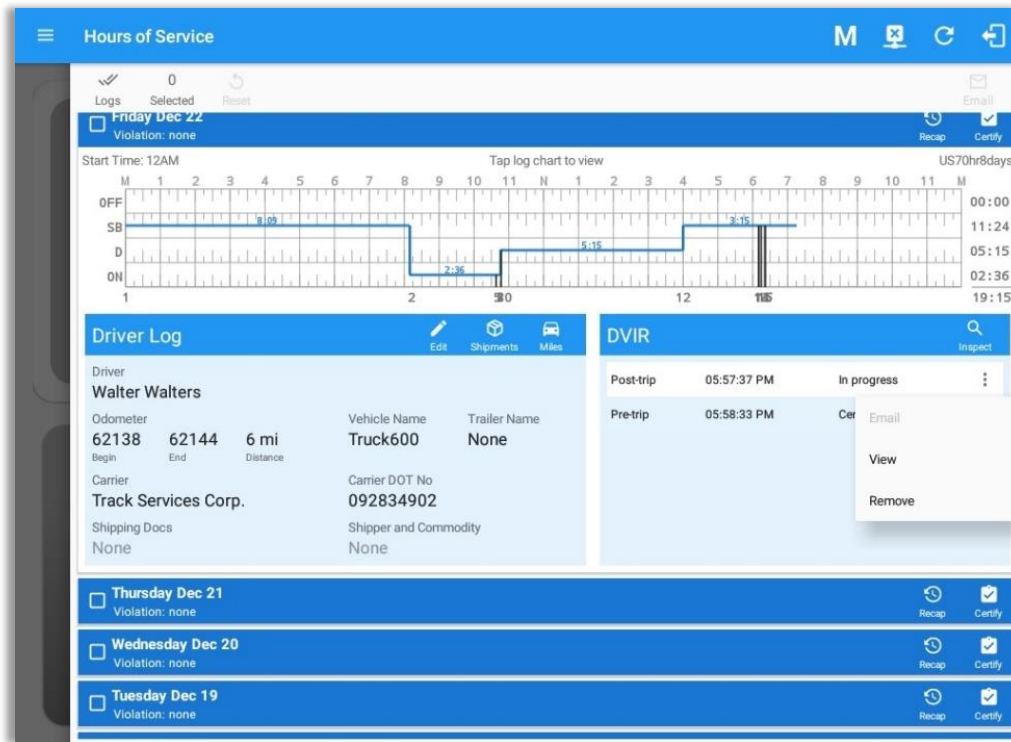 Hours of Service
M
Logs
0
Selected
Reset
Email
Friday Dec 22
Violation: none
Recap
Certify
Start Time: 12AM
Tap log chart to view
US70hr8days
M 1 2 3 4 5 6 7 8 9 10 11 N 1 2 3 4 5 6 7 8 9 10 11 M
OFF 00:00
SB 8:09 3:15 11:24
D 5:15 05:15
ON 2:36 02:36
1 2 12 19:15
Driver Log
Edit
Shipments
Miles
Driver
Walter Walters
Odometer
62138 62144 6 mi
Begin End Distance
Vehicle Name
Truck600
Trailer Name
None
Carrier
Track Services Corp.
Carrier DOT No
092834902
Shipping Docs
None
Shipper and Commodity
None
DVIR
Inspect
Post-trip 05:57:37 PM In progress
Pre-trip 05:58:33 PM Cer
Email
View
Remove
Thursday Dec 21
Violation: none
Recap
Certify
Wednesday Dec 20
Violation: none
Recap
Certify
Tuesday Dec 19
Violation: none
Recap
Certify